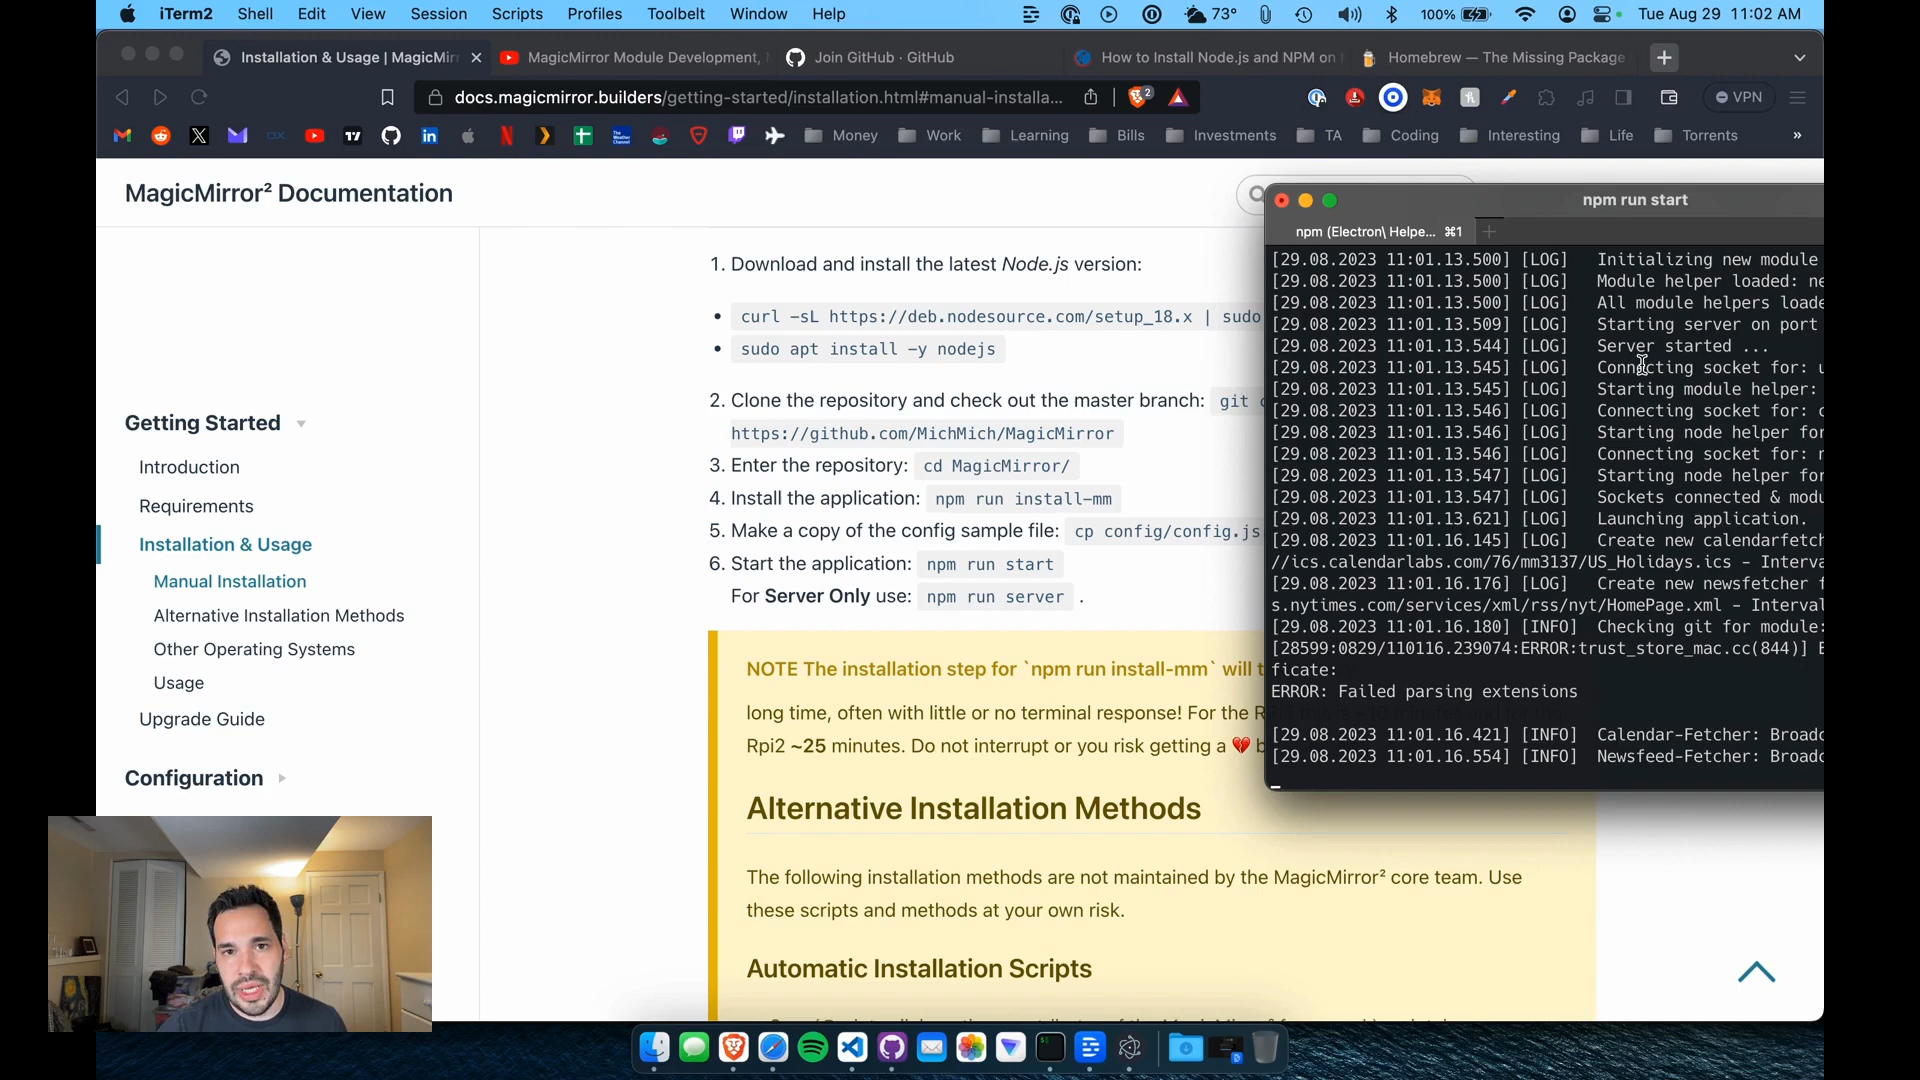 iTerm2 Shell Edit View Session Scripts Profiles Toolbelt Window Help 73° 100% Tue Aug 29 11:02 AM
Installation & Usage | MagicMirr MagicMirror Module Development, Join GitHub · GitHub How to Install Node.js and NPM on Homebrew — The Missing Package
docs.magicmirror.builders/getting-started/installation.html#manual-installa... 2 VPN
Money Work Learning Bills Investments TA Coding Interesting Life Torrents »
MagicMirror² Documentation
Getting Started
Introduction
Requirements
Installation & Usage
Manual Installation
Alternative Installation Methods
Other Operating Systems
Usage
Upgrade Guide
Configuration
1. Download and install the latest Node.js version:
curl -sL https://deb.nodesource.com/setup_18.x | sudo
sudo apt install -y nodejs
2. Clone the repository and check out the master branch: git c
https://github.com/MichMich/MagicMirror
3. Enter the repository: cd MagicMirror/
4. Install the application: npm run install-mm
5. Make a copy of the config sample file: cp config/config.js
6. Start the application: npm run start
For Server Only use: npm run server .
NOTE The installation step for `npm run install-mm` will t
long time, often with little or no terminal response! For the R
Rpi2 ~25 minutes. Do not interrupt or you risk getting a 💔 b
Alternative Installation Methods
The following installation methods are not maintained by the MagicMirror² core team. Use
these scripts and methods at your own risk.
Automatic Installation Scripts
npm run start
npm (Electron\ Helpe... ⌘1
[29.08.2023 11:01.13.500] [LOG] Initializing new module
[29.08.2023 11:01.13.500] [LOG] Module helper loaded: ne
[29.08.2023 11:01.13.500] [LOG] All module helpers loade
[29.08.2023 11:01.13.509] [LOG] Starting server on port
[29.08.2023 11:01.13.544] [LOG] Server started ...
[29.08.2023 11:01.13.545] [LOG] Connecting socket for: u
[29.08.2023 11:01.13.545] [LOG] Starting module helper:
[29.08.2023 11:01.13.546] [LOG] Connecting socket for: c
[29.08.2023 11:01.13.546] [LOG] Starting node helper for
[29.08.2023 11:01.13.546] [LOG] Connecting socket for: n
[29.08.2023 11:01.13.547] [LOG] Starting node helper for
[29.08.2023 11:01.13.547] [LOG] Sockets connected & modu
[29.08.2023 11:01.13.621] [LOG] Launching application.
[29.08.2023 11:01.16.145] [LOG] Create new calendarfetch
//ics.calendarlabs.com/76/mm3137/US_Holidays.ics - Interva
[29.08.2023 11:01.16.176] [LOG] Create new newsfetcher f
s.nytimes.com/services/xml/rss/nyt/HomePage.xml - Interval
[29.08.2023 11:01.16.180] [INFO] Checking git for module:
[28599:0829/110116.239074:ERROR:trust_store_mac.cc(844)] E
ficate:
ERROR: Failed parsing extensions
[29.08.2023 11:01.16.421] [INFO] Calendar-Fetcher: Broadc
[29.08.2023 11:01.16.554] [INFO] Newsfeed-Fetcher: Broadc